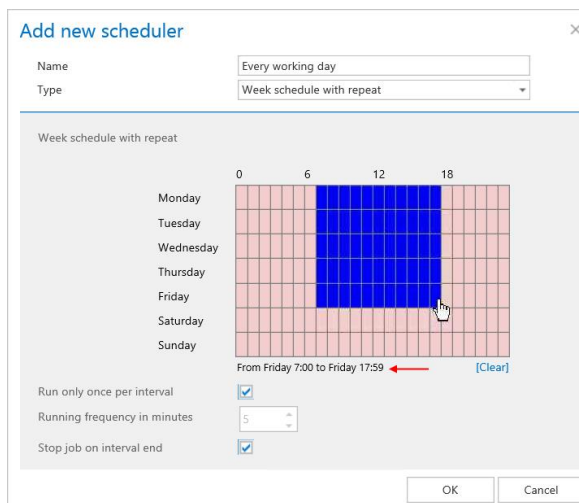 Add new scheduler
Name Every working day
Type Week schedule with repeat
Week schedule with repeat
0 6 12 18
Monday
Tuesday
Wednesday
Thursday
Friday
Saturday
Sunday
From Friday 7:00 to Friday 17:59 [Clear]
Run only once per interval
Running frequency in minutes 5
Stop job on interval end
OK Cancel